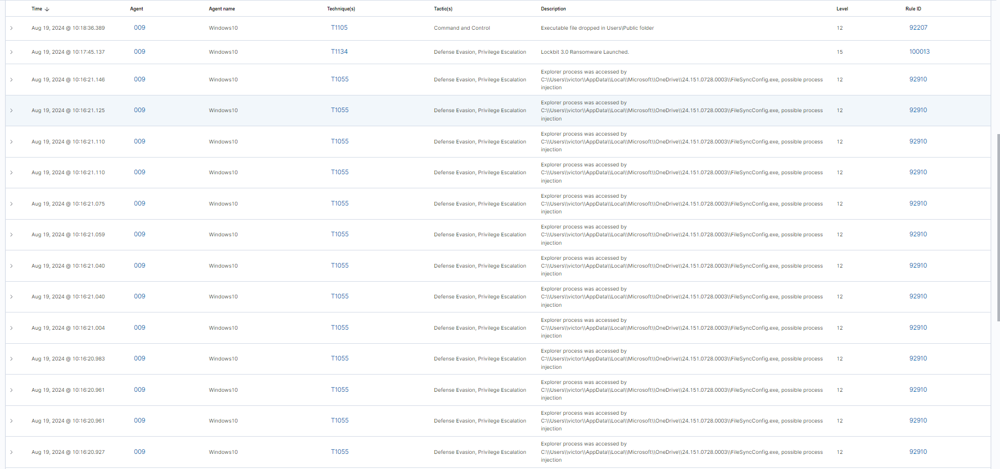 Time Agent Agent name Technique(s) Tactic(s) Description Level Rule ID
Aug 19, 2024 @ 10:18:36.389 009 Windows10 T1105 Command and Control Executable file dropped in Users\Public folder 12 92207
Aug 19, 2024 @ 10:17:45.137 009 Windows10 T1134 Defense Evasion, Privilege Escalation Lockbit 3.0 Ransomware Launched. 15 100013
Explorer process was accessed by
Aug 19, 2024 @ 10:16:21.146 009 Windows10 T1055 Defense Evasion, Privilege Escalation C:\\Users\\victor\\AppData\\Local\\Microsoft\\OneDrive\\24.151.0728.0003\\FileSyncConfig.exe, possible process 12 92910
injection
Explorer process was accessed by
Aug 19, 2024 @ 10:16:21.125 009 Windows10 T1055 Defense Evasion, Privilege Escalation C:\\Users\\victor\\AppData\\Local\\Microsoft\\OneDrive\\24.151.0728.0003\\FileSyncConfig.exe, possible process 12 92910
injection
Explorer process was accessed by
Aug 19, 2024 @ 10:16:21.110 009 Windows10 T1055 Defense Evasion, Privilege Escalation C:\\Users\\victor\\AppData\\Local\\Microsoft\\OneDrive\\24.151.0728.0003\\FileSyncConfig.exe, possible process 12 92910
injection
Explorer process was accessed by
Aug 19, 2024 @ 10:16:21.110 009 Windows10 T1055 Defense Evasion, Privilege Escalation C:\\Users\\victor\\AppData\\Local\\Microsoft\\OneDrive\\24.151.0728.0003\\FileSyncConfig.exe, possible process 12 92910
injection
Explorer process was accessed by
Aug 19, 2024 @ 10:16:21.075 009 Windows10 T1055 Defense Evasion, Privilege Escalation C:\\Users\\victor\\AppData\\Local\\Microsoft\\OneDrive\\24.151.0728.0003\\FileSyncConfig.exe, possible process 12 92910
injection
Explorer process was accessed by
Aug 19, 2024 @ 10:16:21.059 009 Windows10 T1055 Defense Evasion, Privilege Escalation C:\\Users\\victor\\AppData\\Local\\Microsoft\\OneDrive\\24.151.0728.0003\\FileSyncConfig.exe, possible process 12 92910
injection
Explorer process was accessed by
Aug 19, 2024 @ 10:16:21.040 009 Windows10 T1055 Defense Evasion, Privilege Escalation C:\\Users\\victor\\AppData\\Local\\Microsoft\\OneDrive\\24.151.0728.0003\\FileSyncConfig.exe, possible process 12 92910
injection
Explorer process was accessed by
Aug 19, 2024 @ 10:16:21.040 009 Windows10 T1055 Defense Evasion, Privilege Escalation C:\\Users\\victor\\AppData\\Local\\Microsoft\\OneDrive\\24.151.0728.0003\\FileSyncConfig.exe, possible process 12 92910
injection
Explorer process was accessed by
Aug 19, 2024 @ 10:16:21.004 009 Windows10 T1055 Defense Evasion, Privilege Escalation C:\\Users\\victor\\AppData\\Local\\Microsoft\\OneDrive\\24.151.0728.0003\\FileSyncConfig.exe, possible process 12 92910
injection
Explorer process was accessed by
Aug 19, 2024 @ 10:16:20.983 009 Windows10 T1055 Defense Evasion, Privilege Escalation C:\\Users\\victor\\AppData\\Local\\Microsoft\\OneDrive\\24.151.0728.0003\\FileSyncConfig.exe, possible process 12 92910
injection
Explorer process was accessed by
Aug 19, 2024 @ 10:16:20.961 009 Windows10 T1055 Defense Evasion, Privilege Escalation C:\\Users\\victor\\AppData\\Local\\Microsoft\\OneDrive\\24.151.0728.0003\\FileSyncConfig.exe, possible process 12 92910
injection
Explorer process was accessed by
Aug 19, 2024 @ 10:16:20.961 009 Windows10 T1055 Defense Evasion, Privilege Escalation C:\\Users\\victor\\AppData\\Local\\Microsoft\\OneDrive\\24.151.0728.0003\\FileSyncConfig.exe, possible process 12 92910
injection
Explorer process was accessed by
Aug 19, 2024 @ 10:16:20.927 009 Windows10 T1055 Defense Evasion, Privilege Escalation C:\\Users\\victor\\AppData\\Local\\Microsoft\\OneDrive\\24.151.0728.0003\\FileSyncConfig.exe, possible process 12 92910
injection